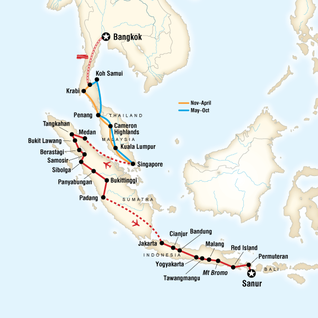 Bangkok
Koh Samui
Krabi
Nov-April
May-Oct
Penang
THAILAND
Cameron
Highlands
Tangkahan
Medan
MALAYSIA
Bukit Lawang
Kuala Lumpur
Berastagi
Samosir
Singapore
Sibolga
Panyabungan
Bukittinggi
Padang
SUMATRA
Bandung
Cianjur
Jakarta
Malang
Red Island
INDONESIA
Permuteran
Yogyakarta
Mt Bromo
BALI
Tawangmangu
Sanur